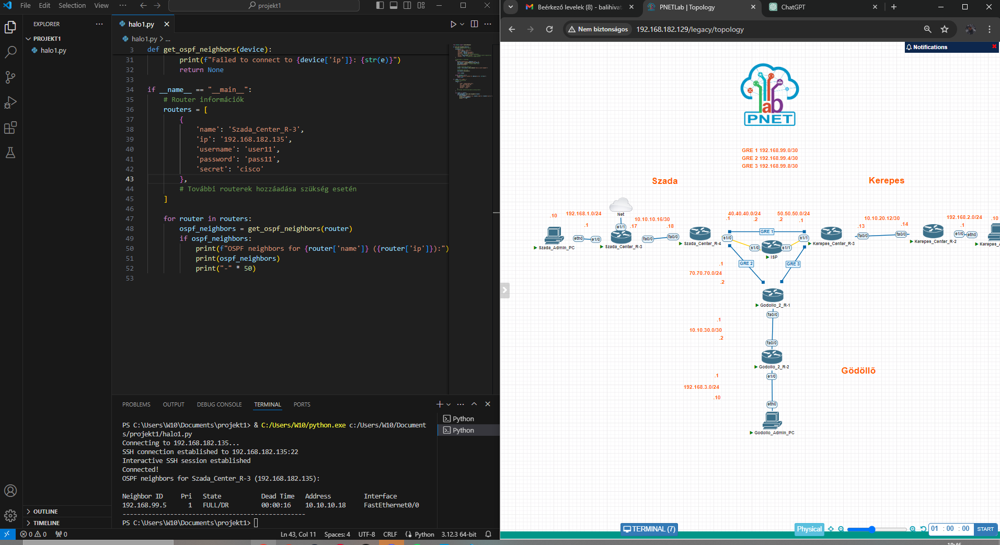 File Edit Selection View ··· projekt1
EXPLORER
PROJEKT1
halo1.py
OUTLINE
TIMELINE
halo1.py
halo1.py > ...
3 def get_ospf_neighbors(device):
31 print(f"Failed to connect to {device['ip']}: {str(e)}")
32 return None
33
34 if __name__ == "__main__":
35 # Router információk
36 routers = [
37 {
38 'name': 'Szada_Center_R-3',
39 'ip': '192.168.182.135',
40 'username': 'user11',
41 'password': 'pass11',
42 'secret': 'cisco'
43 },
44 # További routerek hozzáadása szükség esetén
45 ]
46
47 for router in routers:
48 ospf_neighbors = get_ospf_neighbors(router)
49 if ospf_neighbors:
50 print(f"OSPF neighbors for {router['name']} ({router['ip']}):")
51 print(ospf_neighbors)
52 print("-" * 50)
53
PROBLEMS OUTPUT DEBUG CONSOLE TERMINAL PORTS
Python
Python
PS C:\Users\W10\Documents\projekt1> & C:/Users/W10/python.exe c:/Users/W10/Document
s/projekt1/halo1.py
Connecting to 192.168.182.135...
SSH connection established to 192.168.182.135:22
Interactive SSH session established
Connected!
OSPF neighbors for Szada_Center_R-3 (192.168.182.135):
Neighbor ID Pri State Dead Time Address Interface
192.168.99.5 1 FULL/DR 00:00:16 10.10.10.18 FastEthernet0/0
--------------------------------------------------
PS C:\Users\W10\Documents\projekt1>
0 0 0 Ln 43, Col 11 Spaces: 4 UTF-8 CRLF Python 3.12.3 64-bit
Beérkező levelek (8) - balihivat PNETLab | Topology ChatGPT
Nem biztonságos 192.168.182.129/legacy/topology
Notifications
lab
PNET
GRE 1 192.168.99.0/30
GRE 2 192.168.99.4/30
GRE 3 192.168.99.8/30
Szada
Kerepes
Net
.10 192.168.1.0/24 .1
e1/1 .17 10.10.10.16/30 .18
40.40.40.0/24 .1 .2
50.50.50.0/24 .2 .1
.13 10.10.20.12/30 .14
192.168.2.0/24 .1 .10
eth0 e1/0 fa0/0 fa0/0 s1/0 GRE 1 s1/1 s1/0 s1/1 fa0/0 fa0/0 e1/0 eth0
Szada_Admin_PC
Szada_Center_R-3
Szada_Center_R-4
ISP
Kerepes_Center_R-3
Kerepes_Center_R-2
Kerepes_A
GRE 2 GRE 3
.1
70.70.70.0/24
.2
Godollo_2_R-1
fa0/0
.1
10.10.30.0/30
.2
fa0/0
Godollo_2_R-2
e1/0
Gödöllő
.1
192.168.3.0/24
.10
eth0
Godollo_Admin_PC
TERMINAL (7)
Physical
01 : 00 : 00 START